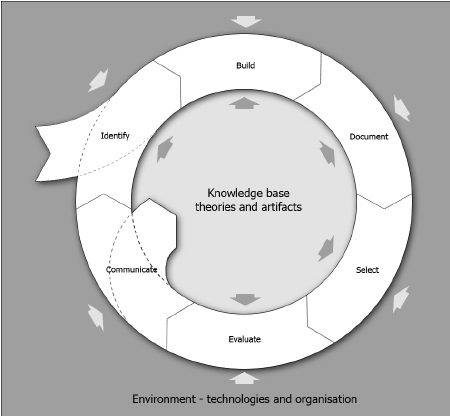 Build
Identify
Document
Knowledge base
theories and artifacts
Communicate
Select
Evaluate
Environment - technologies and organisation